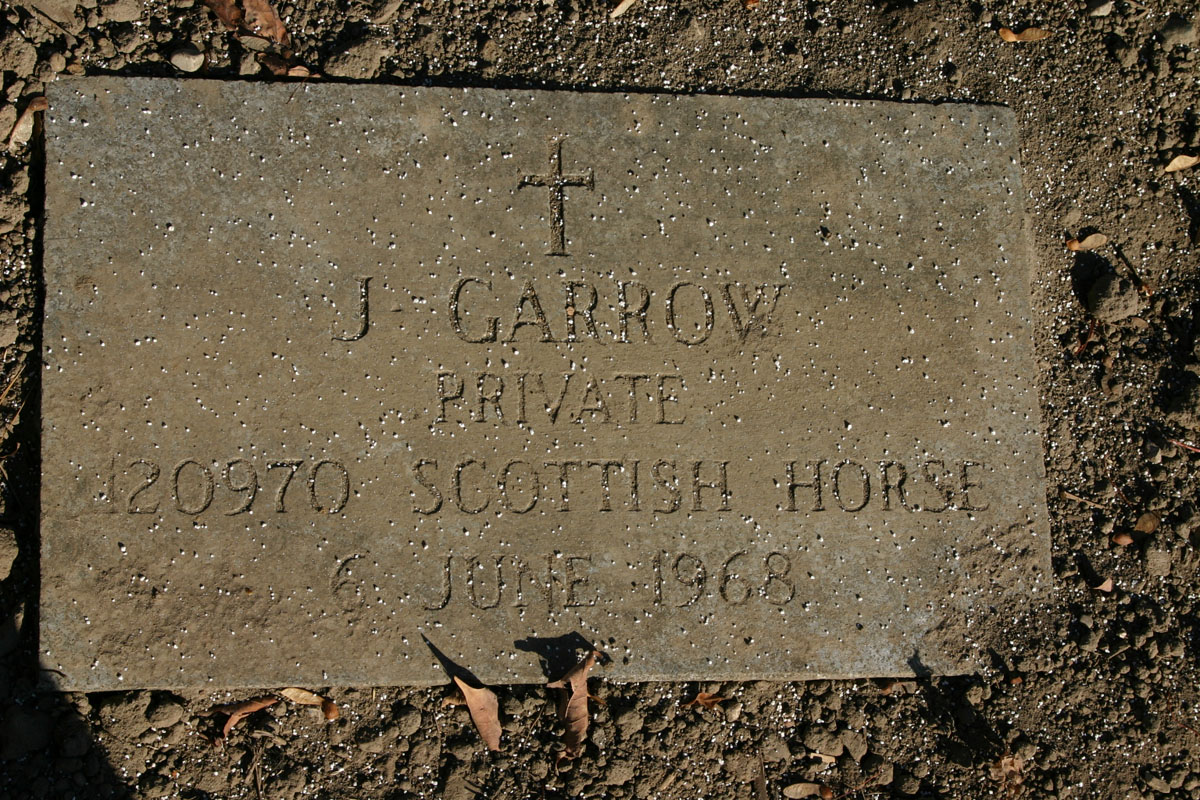 J GARROW
PRIVATE
120970 SCOTTISH HORSE
6 JUNE 1968